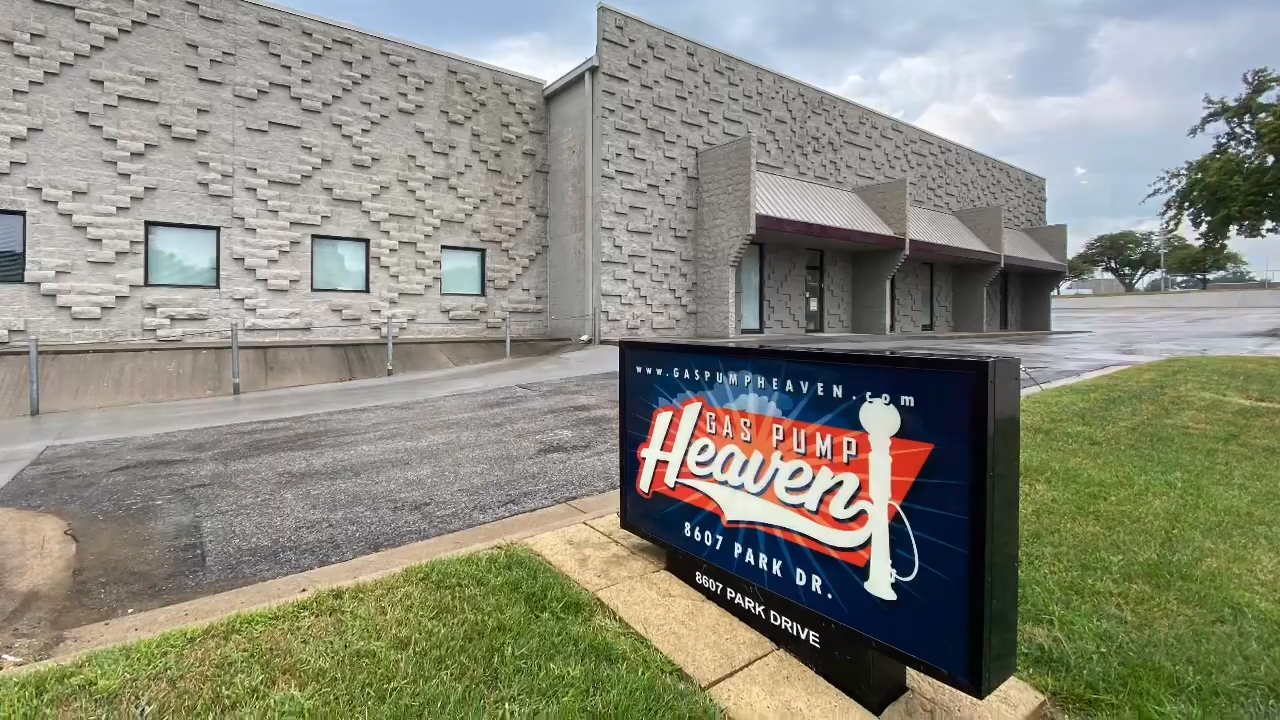 www.GASPUMPHEAVEN.com
GAS PUMP
Heaven
8607 PARK DR.
8607 PARK DRIVE